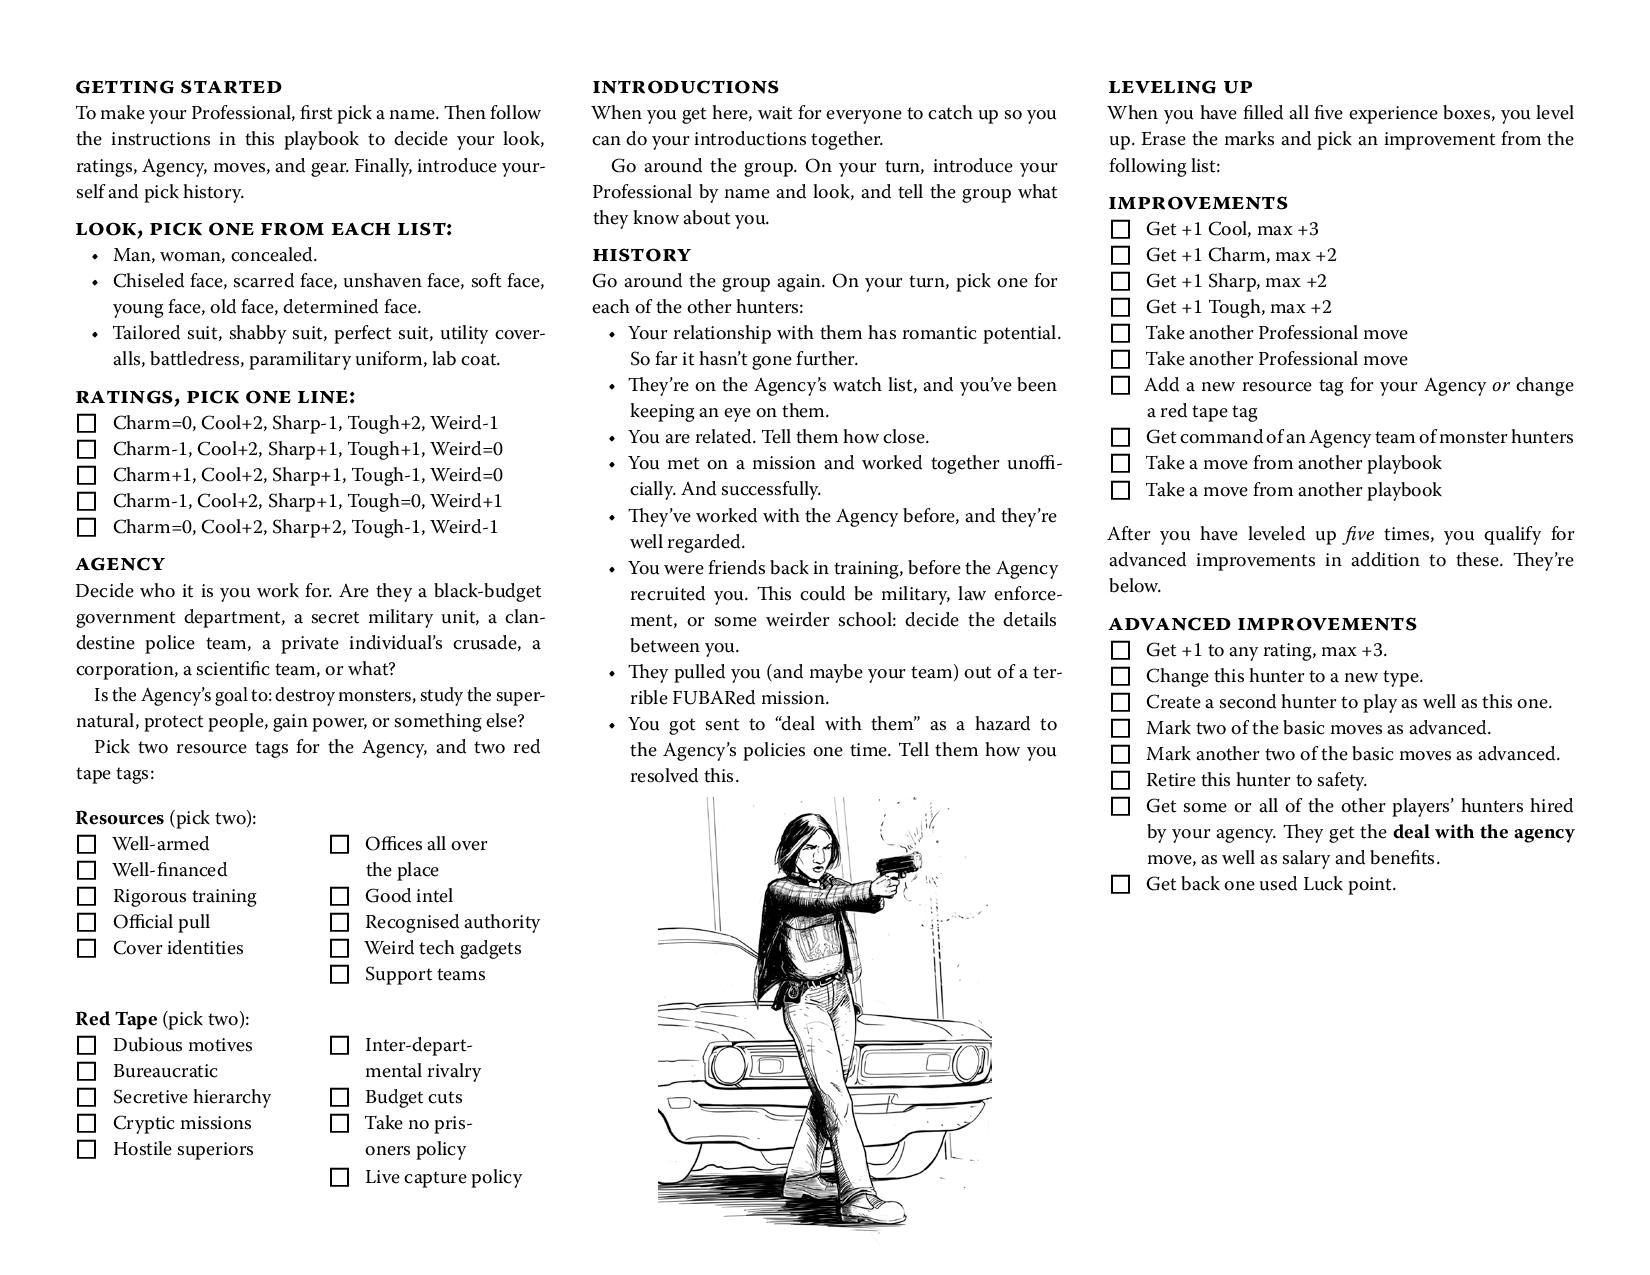 GETTING STARTED
To make your Professional, first pick a name. Then follow
the instructions in this playbook to decide your look,
ratings, Agency, moves, and gear. Finally, introduce your-
self and pick history.
LOOK, PICK ONE FROM EACH LIST:
• Man, woman, concealed.
• Chiseled face, scarred face, unshaven face, soft face,
young face, old face, determined face.
• Tailored suit, shabby suit, perfect suit, utility cover-
alls, battledress, paramilitary uniform, lab coat.
RATINGS, PICK ONE LINE:
Charm=0, Cool+2, Sharp-1, Tough+2, Weird-1
Charm-1, Cool+2, Sharp+1, Tough+1, Weird=0
Charm+1, Cool+2, Sharp+1, Tough-1, Weird=0
Charm-1, Cool+2, Sharp+1, Tough=0, Weird+1
Charm=0, Cool+2, Sharp+2, Tough-1, Weird-1
AGENCY
Decide who it is you work for. Are they a black-budget
government department, a secret military unit, a clan-
destine police team, a private individual's crusade, a
corporation, a scientific team, or what?
Is the Agency's goal to: destroy monsters, study the super-
natural, protect people, gain power, or something else?
Pick two resource tags for the Agency, and two red
tape tags:
Resources (pick two):
Well-armed
Well-financed
Rigorous training
Official pull
Cover identities
Offices all over
the place
Good intel
Recognised authority
Weird tech gadgets
Support teams
Red Tape (pick two):
Dubious motives
Bureaucratic
Secretive hierarchy
Cryptic missions
Hostile superiors
Inter-depart-
mental rivalry
Budget cuts
Take no pris-
oners policy
Live capture policy
INTRODUCTIONS
When you get here, wait for everyone to catch up so you
can do your introductions together.
Go around the group. On your turn, introduce your
Professional by name and look, and tell the group what
they know about you.
HISTORY
Go around the group again. On your turn, pick one for
each of the other hunters:
• Your relationship with them has romantic potential.
So far it hasn't gone further.
• They're on the Agency's watch list, and you've been
keeping an eye on them.
• You are related. Tell them how close.
• You met on a mission and worked together unoffi-
cially. And successfully.
• They've worked with the Agency before, and they're
well regarded.
• You were friends back in training, before the Agency
recruited you. This could be military, law enforce-
ment, or some weirder school: decide the details
between you.
• They pulled you (and maybe your team) out of a ter-
rible FUBARed mission.
• You got sent to "deal with them" as a hazard to
the Agency's policies one time. Tell them how you
resolved this.
LEVELING UP
When you have filled all five experience boxes, you level
up. Erase the marks and pick an improvement from the
following list:
IMPROVEMENTS
Get +1 Cool, max +3
Get +1 Charm, max +2
Get +1 Sharp, max +2
Get +1 Tough, max +2
Take another Professional move
Take another Professional move
Add a new resource tag for your Agency or change
a red tape tag
Get command of an Agency team of monster hunters
Take a move from another playbook
Take a move from another playbook
After you have leveled up five times, you qualify for
advanced improvements in addition to these. They're
below.
ADVANCED IMPROVEMENTS
Get +1 to any rating, max +3.
Change this hunter to a new type.
Create a second hunter to play as well as this one.
Mark two of the basic moves as advanced.
Mark another two of the basic moves as advanced.
Retire this hunter to safety.
Get some or all of the other players' hunters hired
by your agency. They get the deal with the agency
move, as well as salary and benefits.
Get back one used Luck point.